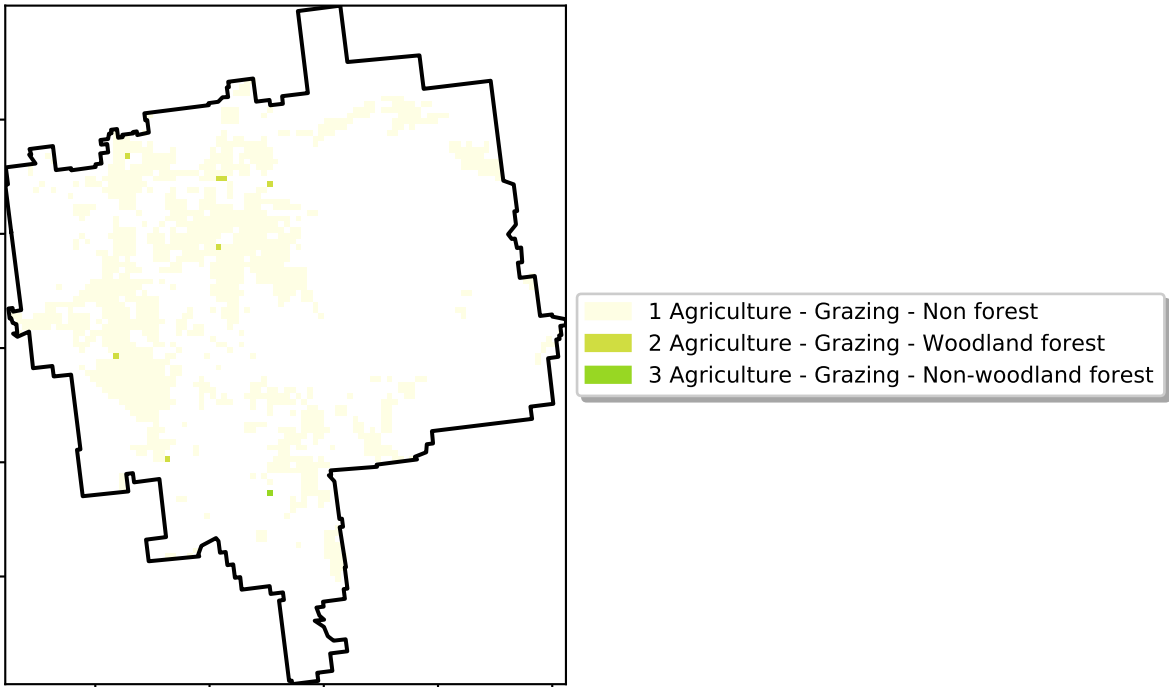 1 Agriculture - Grazing - Non forest
2 Agriculture - Grazing - Woodland forest
3 Agriculture - Grazing - Non-woodland forest